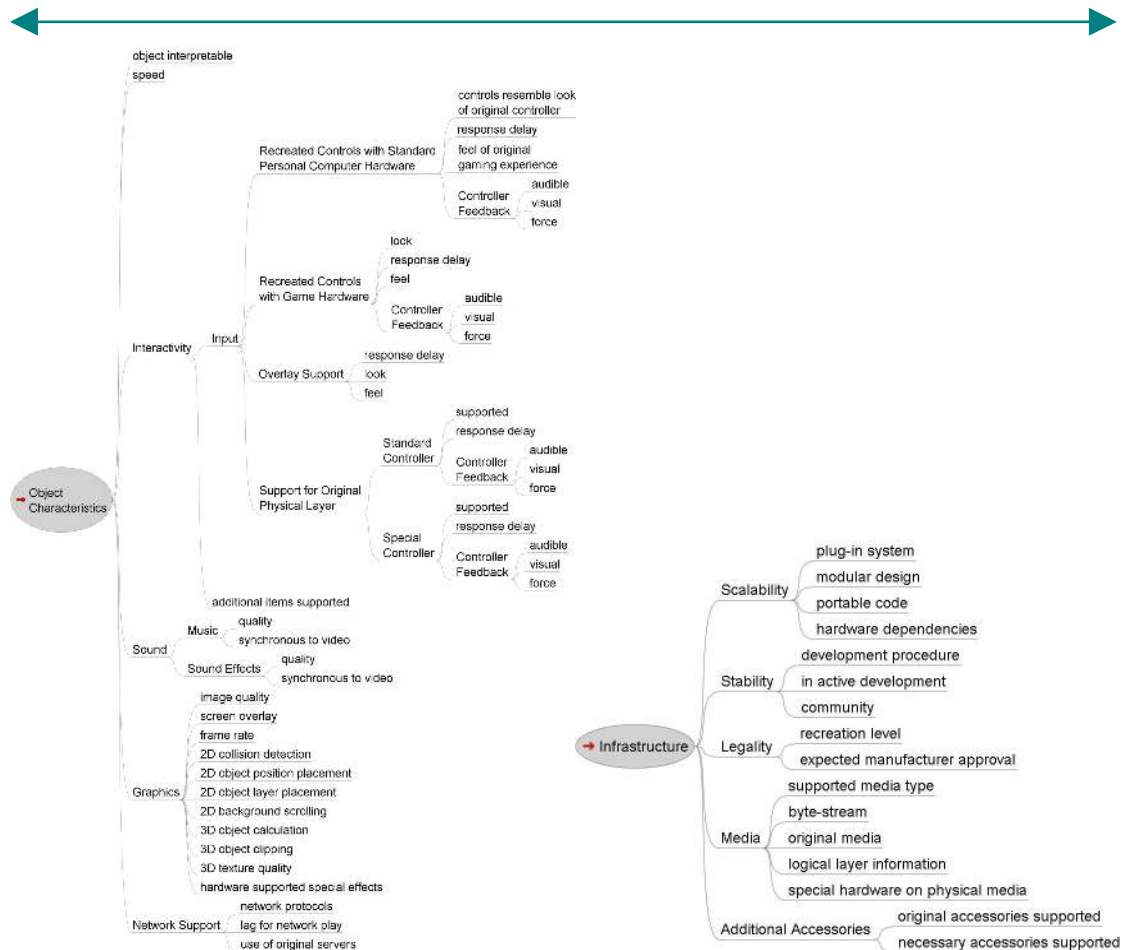 object interpretable
speed
controls resemble look
of original controller
response delay
feel of original
gaming experience
Recreated Controls with Standard
Personal Computer Hardware
Controller
Feedback
audible
visual
force
look
response delay
feel
Recreated Controls
with Game Hardware
Controller
Feedback
audible
visual
force
Interactivity
Input
response delay
Overlay Support
look
feel
supported
response delay
Standard
Controller
Controller
Feedback
audible
visual
force
Support for Original
Physical Layer
supported
response delay
Special
Controller
Controller
Feedback
audible
visual
force
Object
Characteristics
additional items supported
Sound
Music
quality
synchronous to video
Sound Effects
quality
synchronous to video
Graphics
image quality
screen overlay
frame rate
2D collision detection
2D object position placement
2D object layer placement
2D background scrolling
3D object calculation
3D object clipping
3D texture quality
hardware supported special effects
Network Support
network protocols
lag for network play
use of original servers
Infrastructure
Scalability
plug-in system
modular design
portable code
hardware dependencies
Stability
development procedure
in active development
community
Legality
recreation level
expected manufacturer approval
Media
supported media type
byte-stream
original media
logical layer information
special hardware on physical media
Additional Accessories
original accessories supported
necessary accessories supported